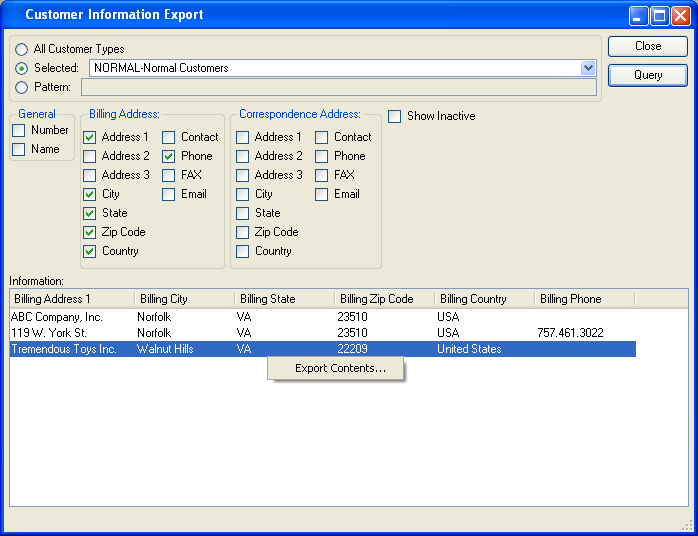 Customer Information Export
All Customer Types
Selected: NORMAL-Normal Customers
Pattern:
Close
Query
General
Number
Name
Billing Address:
Address 1 Contact
Address 2 Phone
Address 3 FAX
City Email
State
Zip Code
Country
Correspondence Address:
Address 1 Contact
Address 2 Phone
Address 3 FAX
City Email
State
Zip Code
Country
Show Inactive
Information:
Billing Address 1 Billing City Billing State Billing Zip Code Billing Country Billing Phone
ABC Company, Inc. Norfolk VA 23510 USA
119 W. York St. Norfolk VA 23510 USA 757.461.3022
Tremendous Toys Inc. Walnut Hills VA 22209 United States
Export Contents...